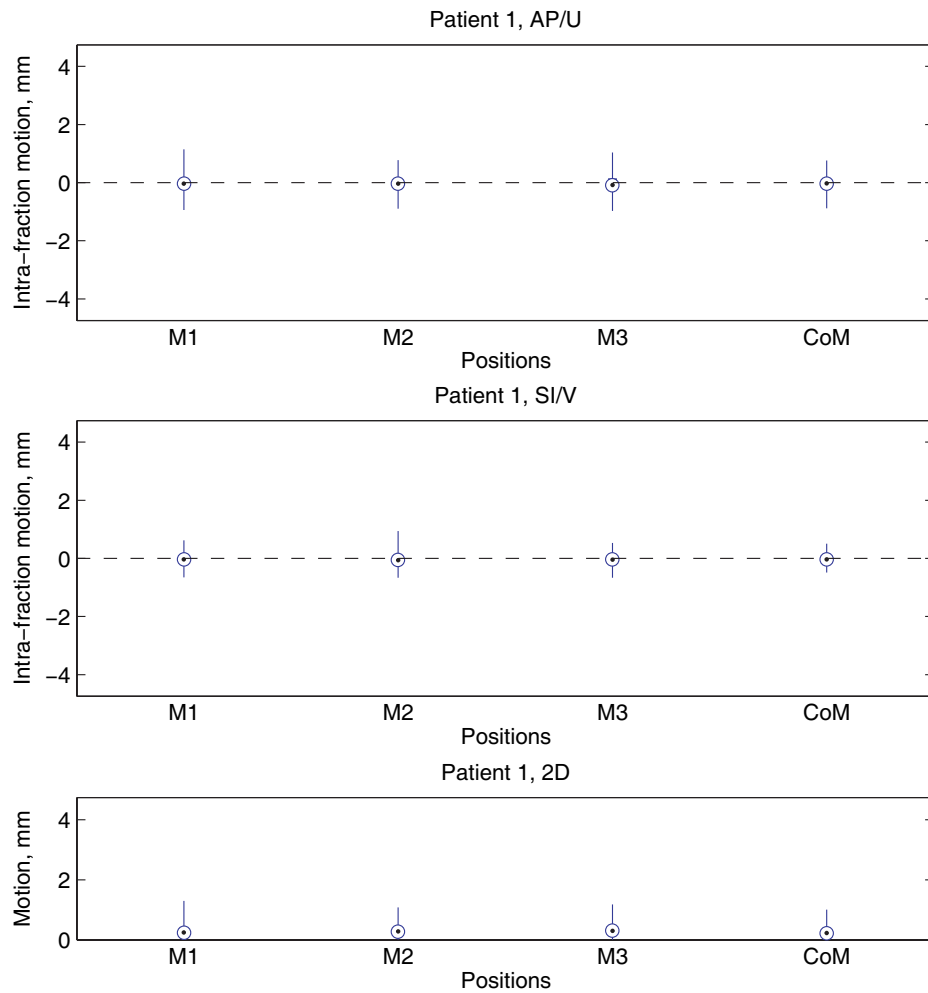 Patient 1, AP/U
Intra−fraction motion, mm
4
2
0
−2
−4
M1 M2 M3 CoM
Positions
Patient 1, SI/V
Intra−fraction motion, mm
4
2
0
−2
−4
M1 M2 M3 CoM
Positions
Patient 1, 2D
Motion, mm
4
2
0
M1 M2 M3 CoM
Positions